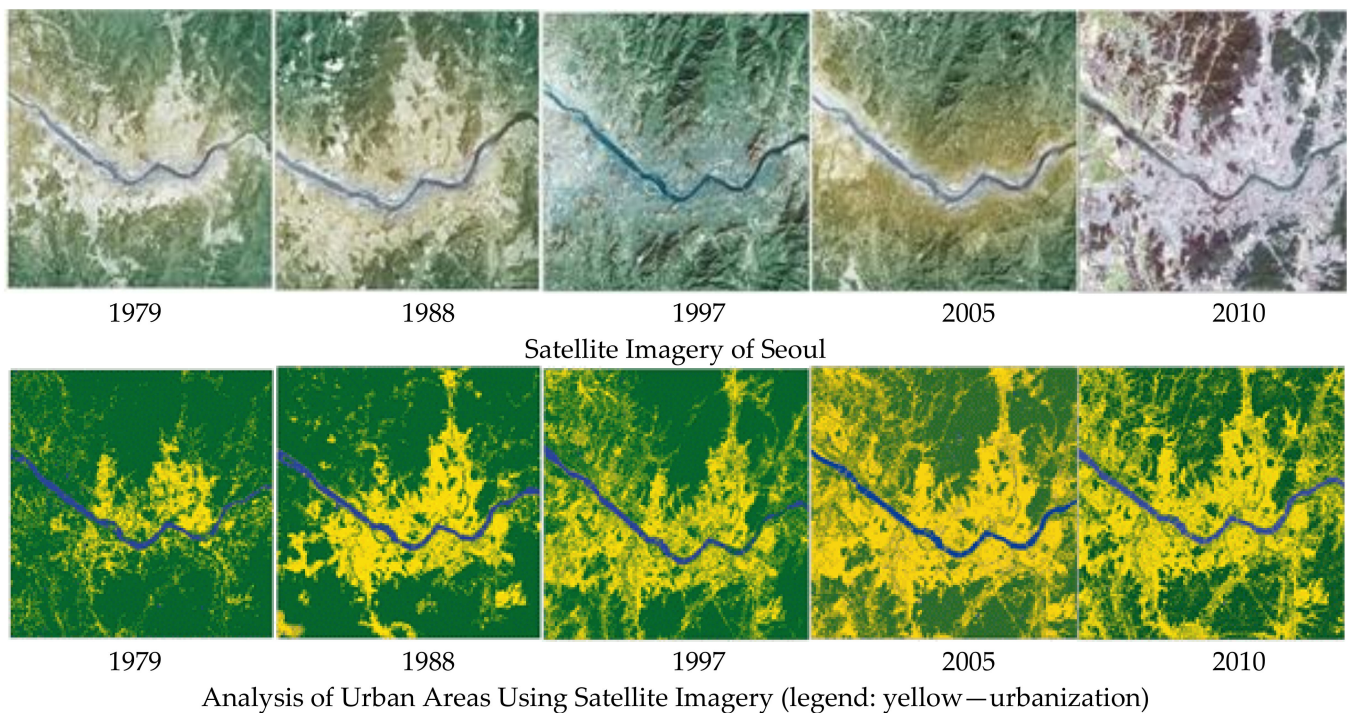 1979 1988 1997 2005 2010
Satellite Imagery of Seoul
1979 1988 1997 2005 2010
Analysis of Urban Areas Using Satellite Imagery (legend: yellow—urbanization)